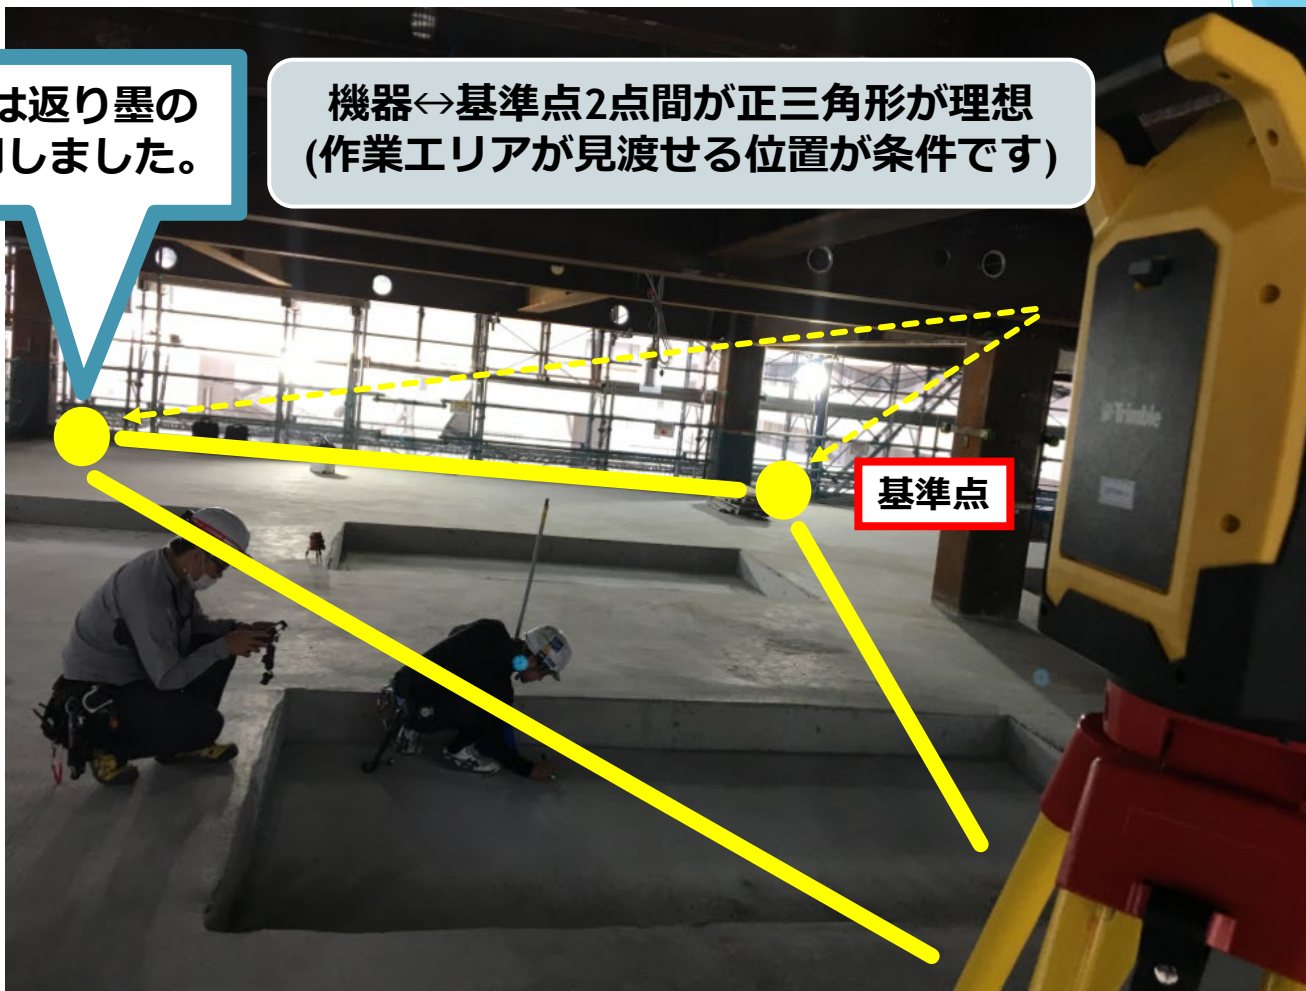 は返り墨の
しました。
機器↔基準点2点間が正三角形が理想
(作業エリアが見渡せる位置が条件です)
基準点
Trimble